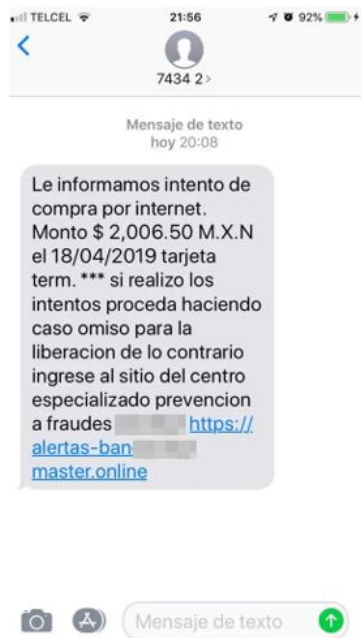 TELCEL 21:56 92%
7434 2 >
Mensaje de texto
hoy 20:08
Le informamos intento de
compra por internet.
Monto $ 2,006.50 M.X.N
el 18/04/2019 tarjeta
term. *** si realizo los
intentos proceda haciendo
caso omiso para la
liberacion de lo contrario
ingrese al sitio del centro
especializado prevencion
a fraudes https://
alertas-ban
master.online
Mensaje de texto